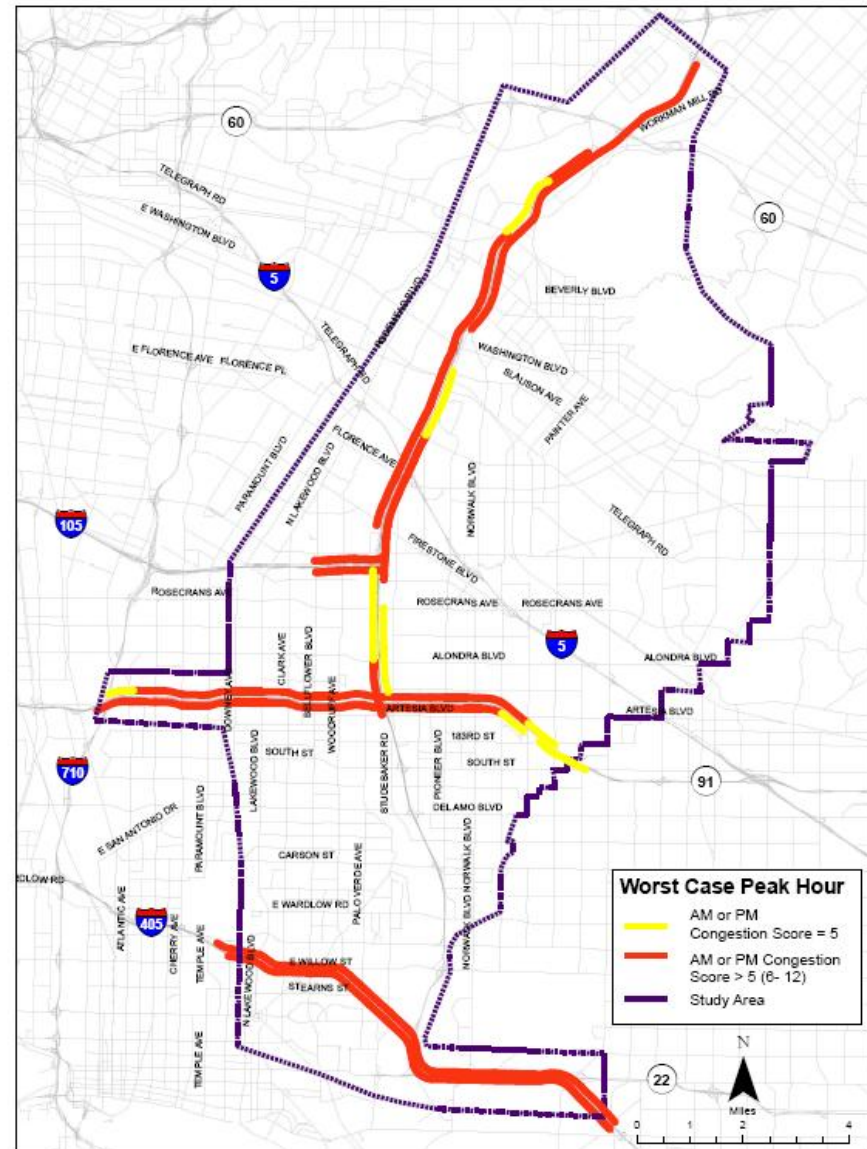 60
WORKMAN MILL RD
TELEGRAPH RD
E WASHINGTON BLVD
60
5
BEVERLY BLVD
ROSEMEAD BLVD
TELEGRAPH RD
E FLORENCE AVE
FLORENCE PL
WASHINGTON BLVD
SLAUSON AVE
PAINTER AVE
FLORENCE AVE
PARAMOUNT BLVD
N LAKEWOOD BLVD
NORWALK BLVD
TELEGRAPH RD
105
FIRESTONE BLVD
ROSECRANS AVE
ROSECRANS AVE
ROSECRANS AVE
5
CLARK AVE
BELLFLOWER BLVD
WOODRUFF AVE
ALONDRA BLVD
ALONDRA BLVD
DOWNEY AVE
ARTESIA BLVD
ARTESIA BLVD
183RD ST
SOUTH ST
SOUTH ST
710
LAKEWOOD BLVD
STUDEBAKER RD
PIONEER BLVD
91
DEL AMO BLVD
E SAN ANTONIO DR
PARAMOUNT BLVD
NORWALK BLVD
CARSON ST
PALO VERDE AVE
E WARDLOW RD
RDLOW RD
ATLANTIC AVE
CHERRY AVE
TEMPLE AVE
NORWALK BLVD
405
N LAKEWOOD BLVD
E WILLOW ST
STEARNS ST
TEMPLE AVE
22
Worst Case Peak Hour
AM or PM
Congestion Score = 5
AM or PM Congestion
Score > 5 (6- 12)
Study Area
N
Miles
0 1 2 4